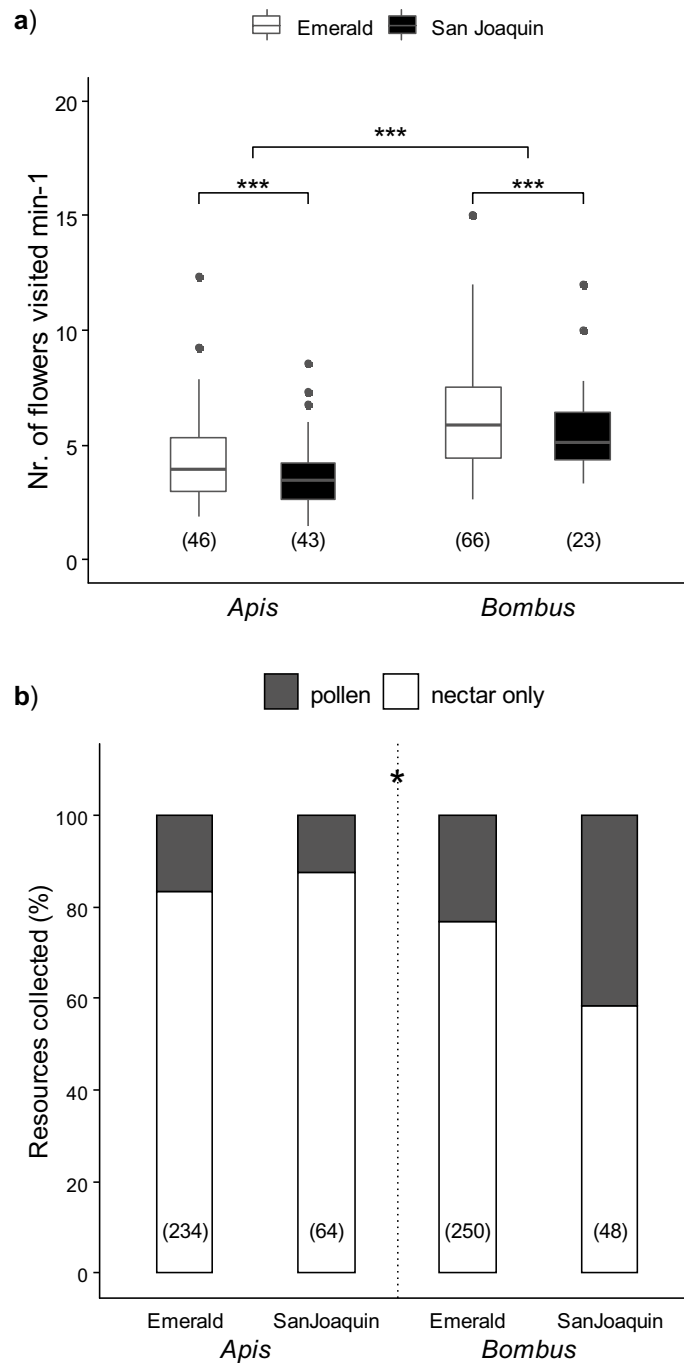 a)
Emerald San Joaquin
20
15
10
5
0
Nr. of flowers visited min-1
***
*** ***
(46) (43) (66) (23)
Apis Bombus
b)
pollen nectar only
*
100
80
60
40
20
0
Resources collected (%)
(234) (64) (250) (48)
Emerald SanJoaquin Emerald SanJoaquin
Apis Bombus